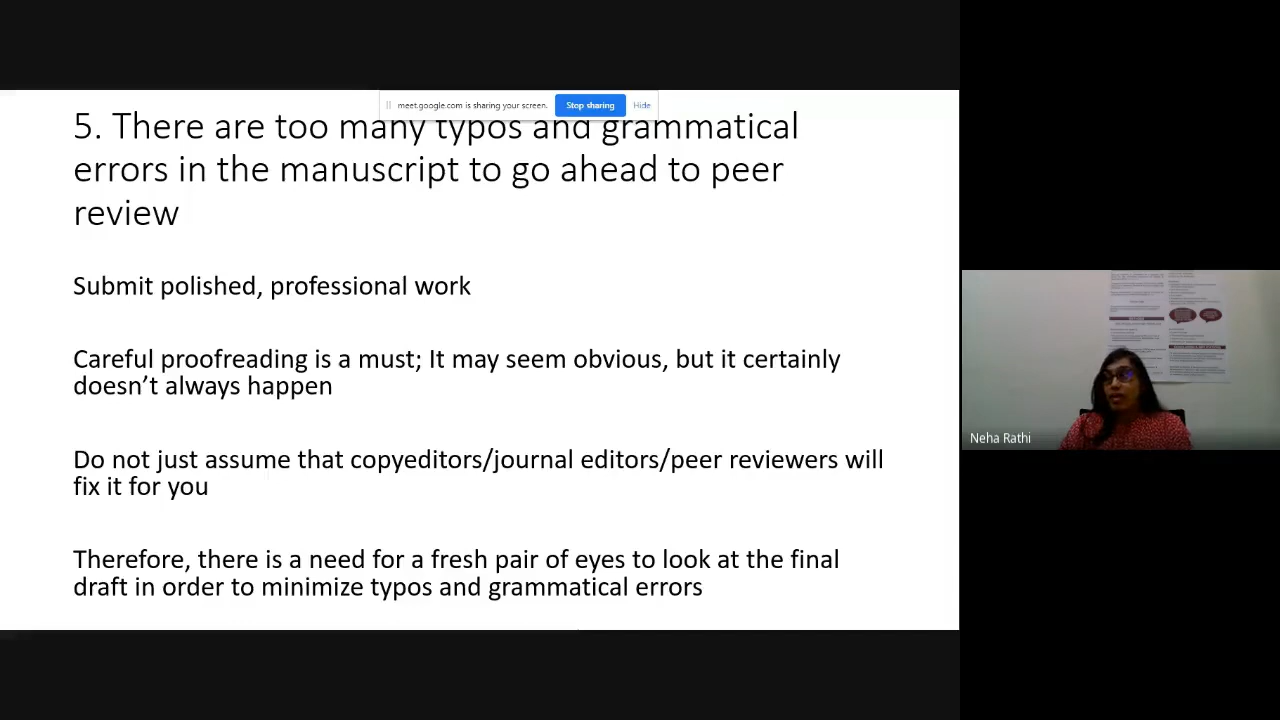 meet.google.com is sharing your screen. Stop sharing Hide
5. There are too many typos and grammatical
errors in the manuscript to go ahead to peer
review
Submit polished, professional work
Careful proofreading is a must; It may seem obvious, but it certainly
doesn’t always happen
Do not just assume that copyeditors/journal editors/peer reviewers will
fix it for you
Therefore, there is a need for a fresh pair of eyes to look at the final
draft in order to minimize typos and grammatical errors
Neha Rathi